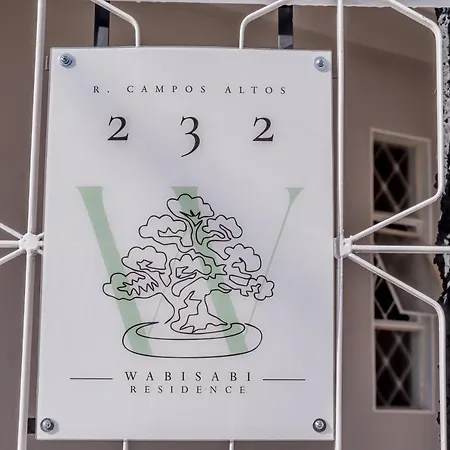 R. CAMPOS ALTOS
232
W
WABISABI
RESIDENCE